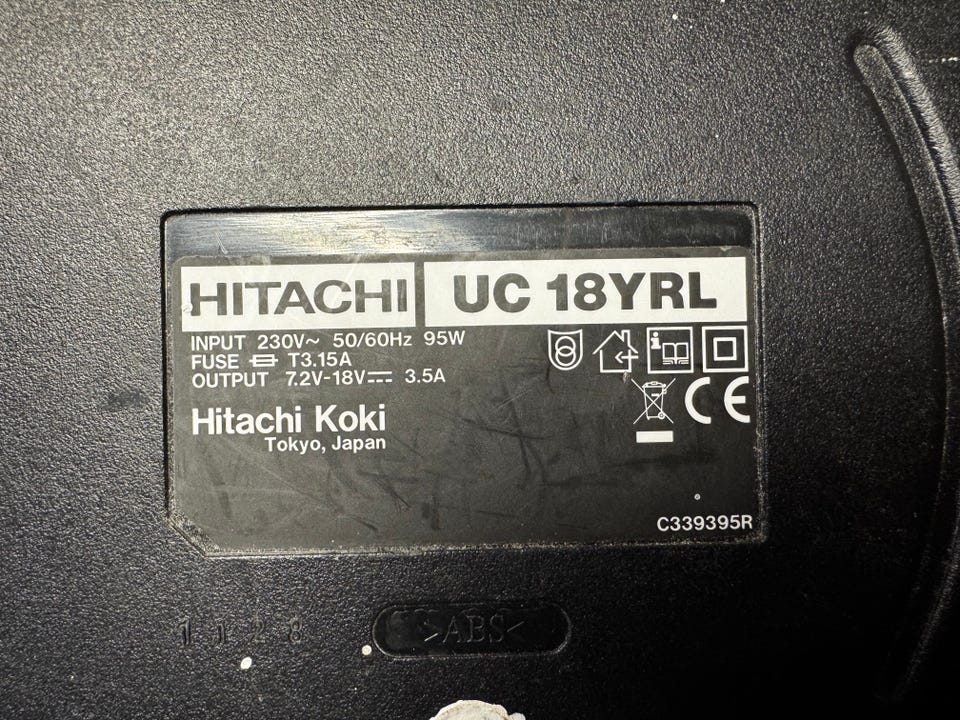 HITACHI UC 18YRL
INPUT 230V~ 50/60Hz 95W
FUSE T3.15A
OUTPUT 7.2V-18V⎓ 3.5A
Hitachi Koki
Tokyo, Japan
CE
C339395R
1128
>ABS<